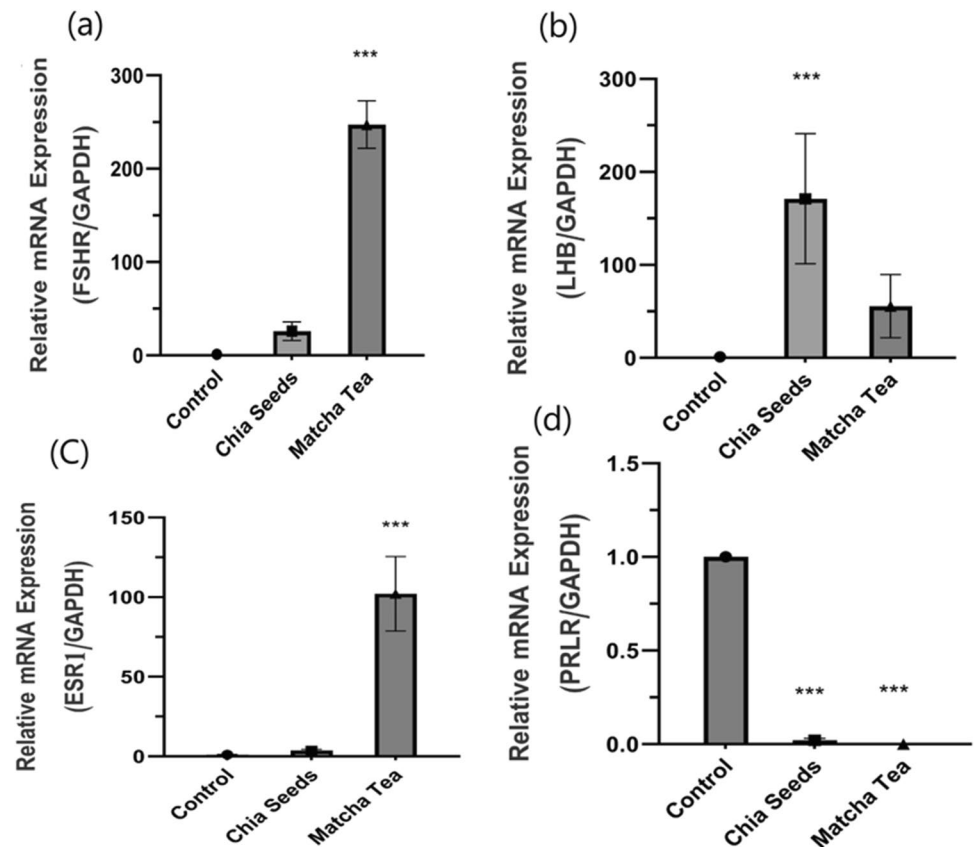 (a)
Relative mRNA Expression
(FSHR/GAPDH)
300
200
100
0
***
Control
Chia Seeds
Matcha Tea
(b)
Relative mRNA Expression
(LHB/GAPDH)
300
200
100
0
***
Control
Chia Seeds
Matcha Tea
(C)
Relative mRNA Expression
(ESR1/GAPDH)
150
100
50
0
***
Control
Chia Seeds
Matcha Tea
(d)
Relative mRNA Expression
(PRLR/GAPDH)
1.5
1.0
0.5
0.0
***
***
Control
Chia Seeds
Matcha Tea